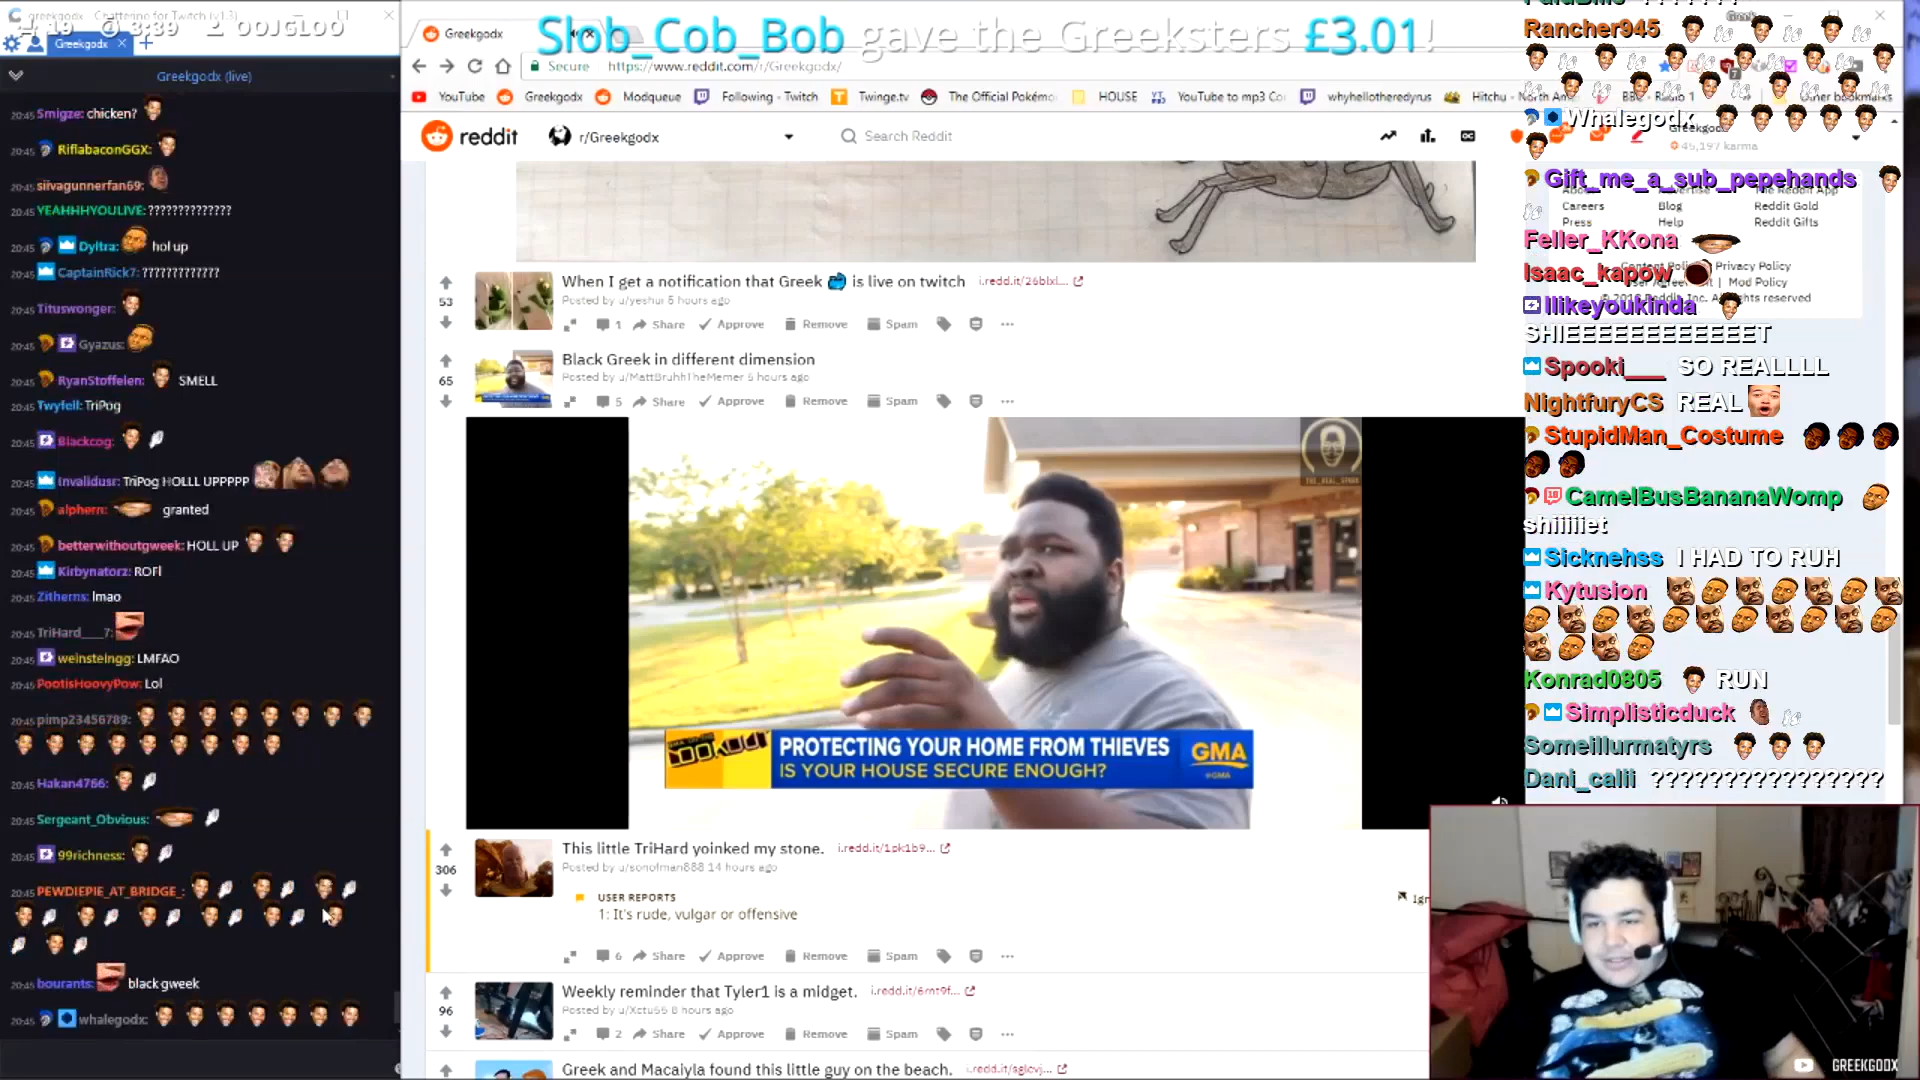 Greekgodx
Greekgodx (live)
20:45 Smigze: chicken?
20:45 RiflabaconGGX:
20:45 siivagunnerfan69:
20:45 YEAHHHYOULIVE: ??????????????
20:45 Dyltra: hol up
20:45 CaptainRick7: ?????????????
20:45 Tituswonger:
20:45 Gyazus:
20:45 RyanStoffelen: SMELL
Twyfell: TriPog
20:45 Blackcog:
20:45 Invalidusr: TriPog HOLLL UPPPPP
20:45 alphern: granted
20:45 betterwithoutgweek: HOLL UP
20:45 Kirbynatorz: ROFl
20:45 Zitherns: lmao
20:45 TriHard___7:
20:45 weinsteingg: LMFAO
20:45 PootisHoovyPow: Lol
20:45 pimp23456789:
20:45 Hakan4766:
20:45 Sergeant_Obvious:
20:45 99richness:
20:45 PEWDIEPIE_AT_BRIDGE_:
20:45 bourants: black gweek
20:45 whalegodx:
Greekgodx
Slob_Cob_Bob gave the Greeksters £3.01!
Secure https://www.reddit.com/r/Greekgodx/
YouTube Greekgodx Modqueue Following - Twitch Twinge.tv The Official Pokémo HOUSE YouTube to mp3 Co whyhellotheredyrus Hitchu - North Am Other bookmarks
reddit r/Greekgodx Search Reddit
Greekgodx
45,197 karma
When I get a notification that Greek is live on twitch i.redd.it/26blxl...
53
Posted by u/yeshui 5 hours ago
1 Share Approve Remove Spam
Black Greek in different dimension
65
Posted by u/MattBruhhTheMemer 5 hours ago
5 Share Approve Remove Spam
THE_REAL_SPARK
LOOKOUT
PROTECTING YOUR HOME FROM THIEVES
IS YOUR HOUSE SECURE ENOUGH?
GMA
@GMA
This little TriHard yoinked my stone. i.redd.it/1pk1b9...
306
Posted by u/sonofman888 14 hours ago
USER REPORTS
1: It's rude, vulgar or offensive
Ign
6 Share Approve Remove Spam
Weekly reminder that Tyler1 is a midget. i.redd.it/6rnt9f...
96
Posted by u/Xctu55 8 hours ago
2 Share Approve Remove Spam
Greek and Macaiyla found this little guy on the beach. i.redd.it/sglcvj...
Rancher945
Whalegodx
Gift_me_a_sub_pepehands
Careers Blog Reddit Gold
Press Help Reddit Gifts
Feller_KKona
Privacy Policy
Isaac_kapow
Mod Policy
Ilikeyoukinda
SHIEEEEEEEEEEEET
Spooki___ SO REALLLL
NightfuryCS REAL
StupidMan_Costume
CamelBusBananaWomp
shiiiiiet
Sicknehss I HAD TO RUH
Kytusion
Konrad0805 RUN
Simplisticduck
Someillurmatyrs
Dani_calii ????????????????
GREEKGODX